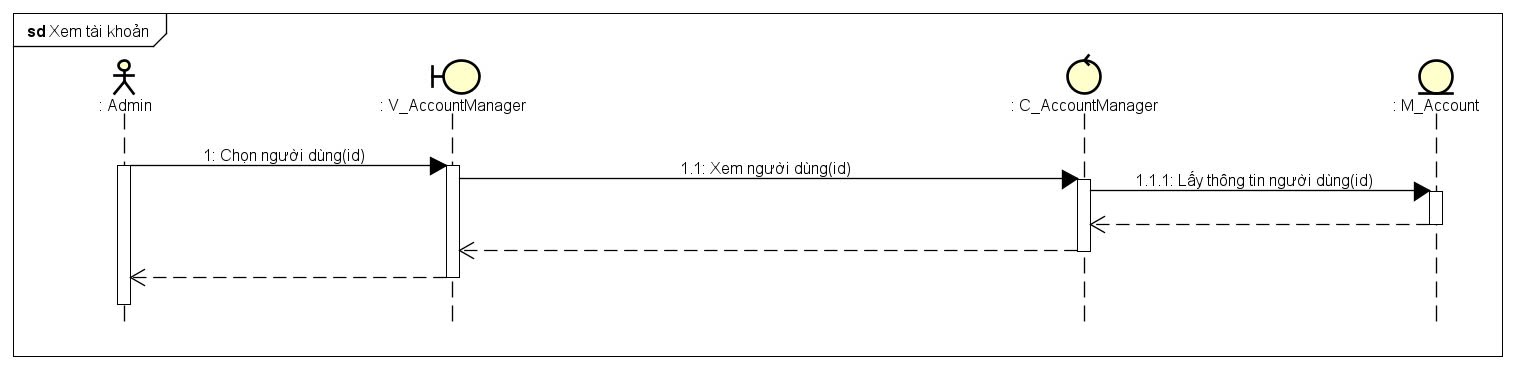 sd Xem tài khoản
: Admin
: V_AccountManager
: C_AccountManager
: M_Account
1: Chọn người dùng(id)
1.1: Xem người dùng(id)
1.1.1: Lấy thông tin người dùng(id)